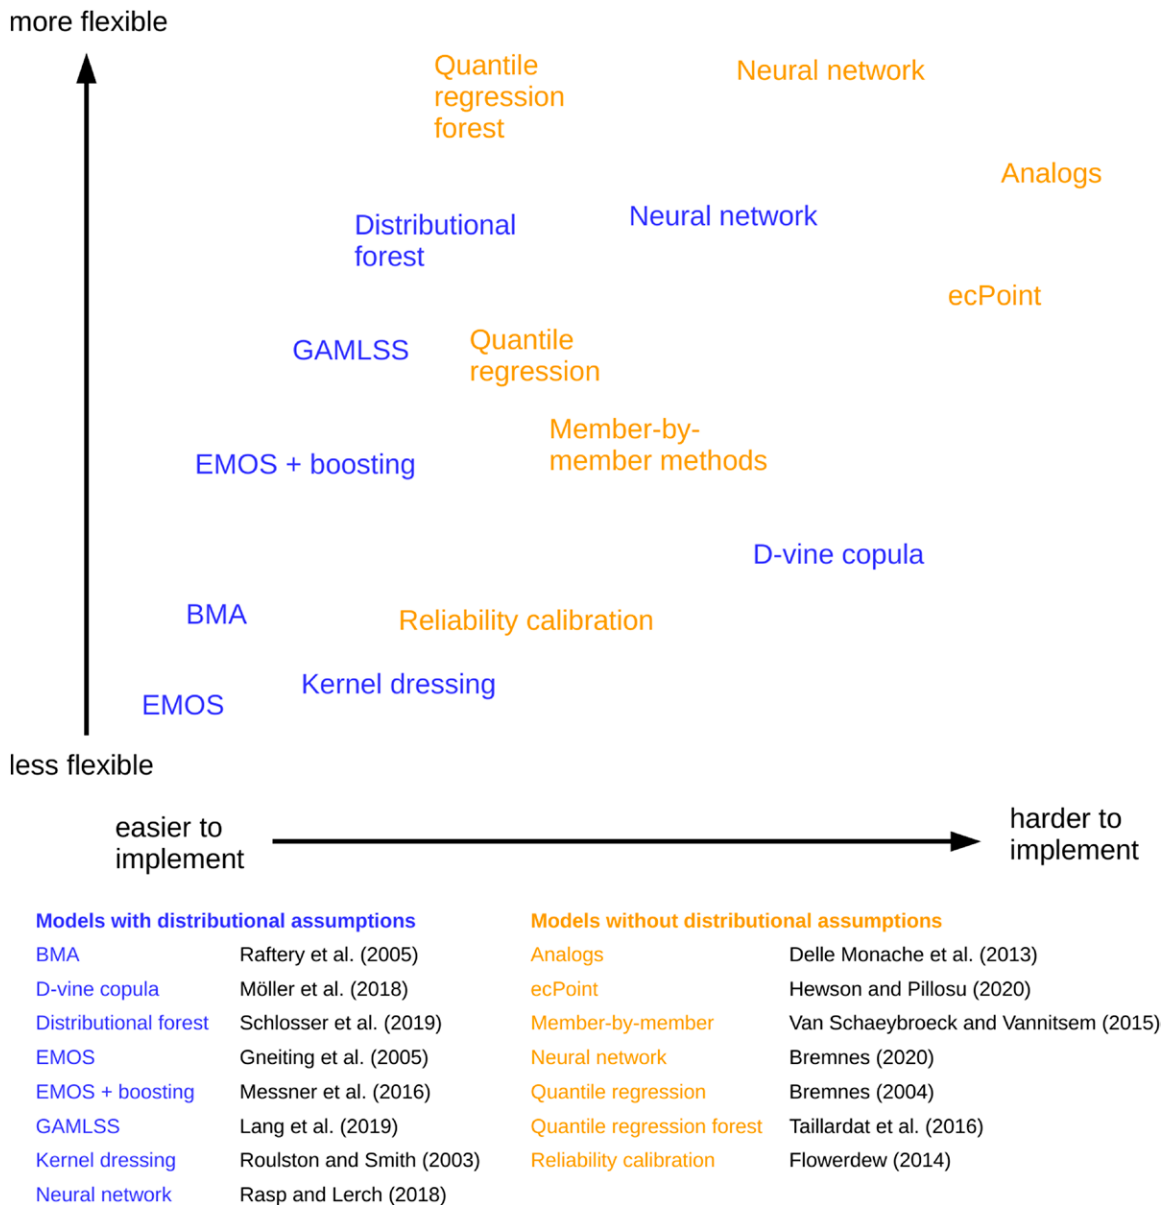 more flexible
Quantile
regression
forest
Neural network
Analogs
Distributional
forest
Neural network
ecPoint
GAMLSS
Quantile
regression
Member-by-
member methods
EMOS + boosting
D-vine copula
BMA
Reliability calibration
Kernel dressing
EMOS
less flexible
easier to
implement
harder to
implement
Models with distributional assumptions
BMA Raftery et al. (2005)
D-vine copula Möller et al. (2018)
Distributional forest Schlosser et al. (2019)
EMOS Gneiting et al. (2005)
EMOS + boosting Messner et al. (2016)
GAMLSS Lang et al. (2019)
Kernel dressing Roulston and Smith (2003)
Neural network Rasp and Lerch (2018)
Models without distributional assumptions
Analogs Delle Monache et al. (2013)
ecPoint Hewson and Pillosu (2020)
Member-by-member Van Schaeybroeck and Vannitsem (2015)
Neural network Bremnes (2020)
Quantile regression Bremnes (2004)
Quantile regression forest Taillardat et al. (2016)
Reliability calibration Flowerdew (2014)